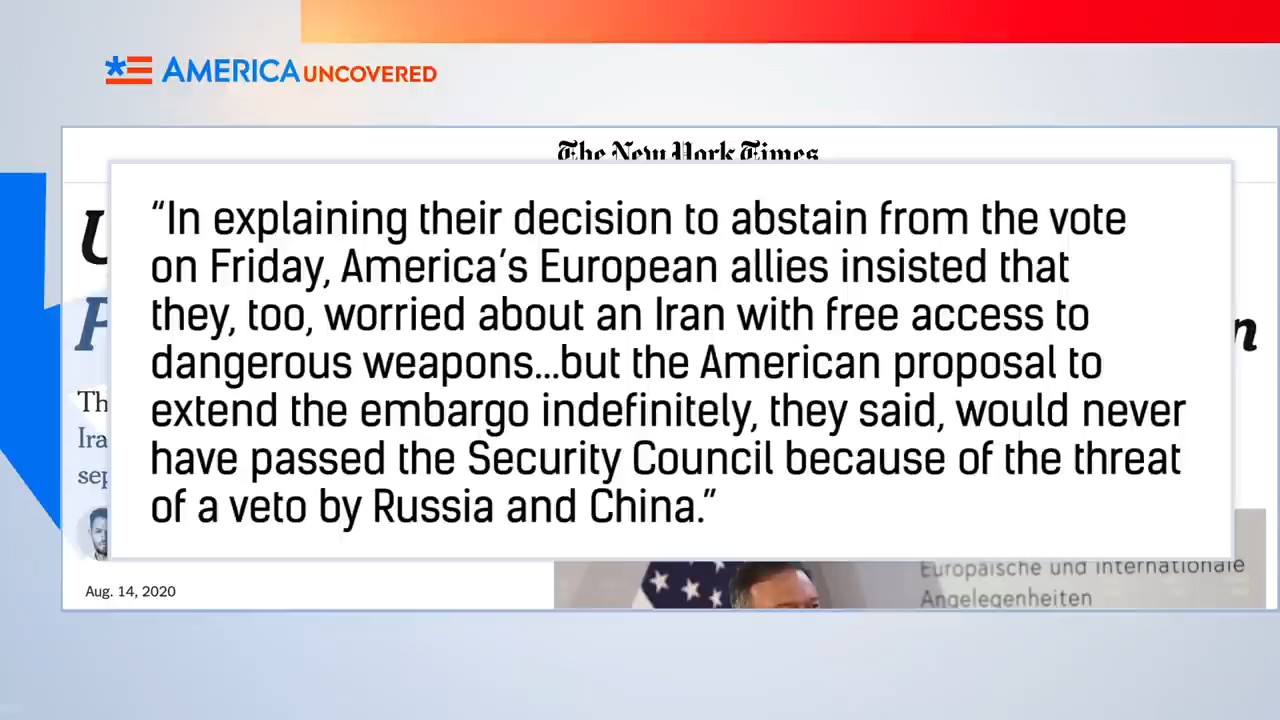 AMERICA UNCOVERED
The New York Times
“In explaining their decision to abstain from the vote
on Friday, America’s European allies insisted that
they, too, worried about an Iran with free access to
dangerous weapons...but the American proposal to
extend the embargo indefinitely, they said, would never
have passed the Security Council because of the threat
of a veto by Russia and China.”
Aug. 14, 2020
Europäische und internationale
Angelegenheiten